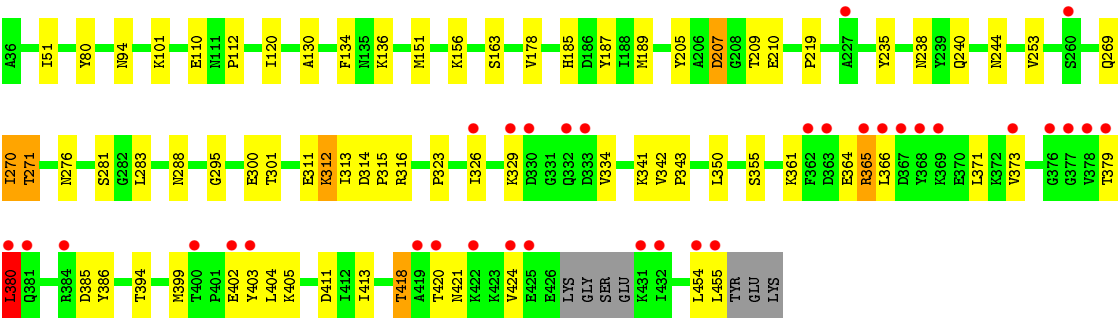 A36 I51 Y80 N94 K101 E110 N111 P112 I120 A130 F134 N135 K136 M151 K156 S163 V178 H185 D186 Y187 I188 M189 Y205 A206 D207 G208 T209 E210 P219 A227 Y235 N238 Y239 Q240 N244 V253 S260 Q269
I270 T271 N276 S281 G282 L283 N288 G295 E300 T301 E311 K312 I313 D314 P315 R316 P323 I326 K329 D330 G331 Q332 D333 V334 K341 V342 P343 L350 S355 K361 F362 D363 E364 R365 L366 D367 Y368 K369 E370 L371 K372 V373 G376 G377 V378 T379
L380 Q381 R384 D385 Y386 T394 M399 T400 P401 E402 Y403 L404 K405 D411 I412 I413 T418 A419 T420 N421 K422 K423 V424 E425 E426 LYS GLY SER GLU K431 I432 L454 L455 TYR GLU LYS